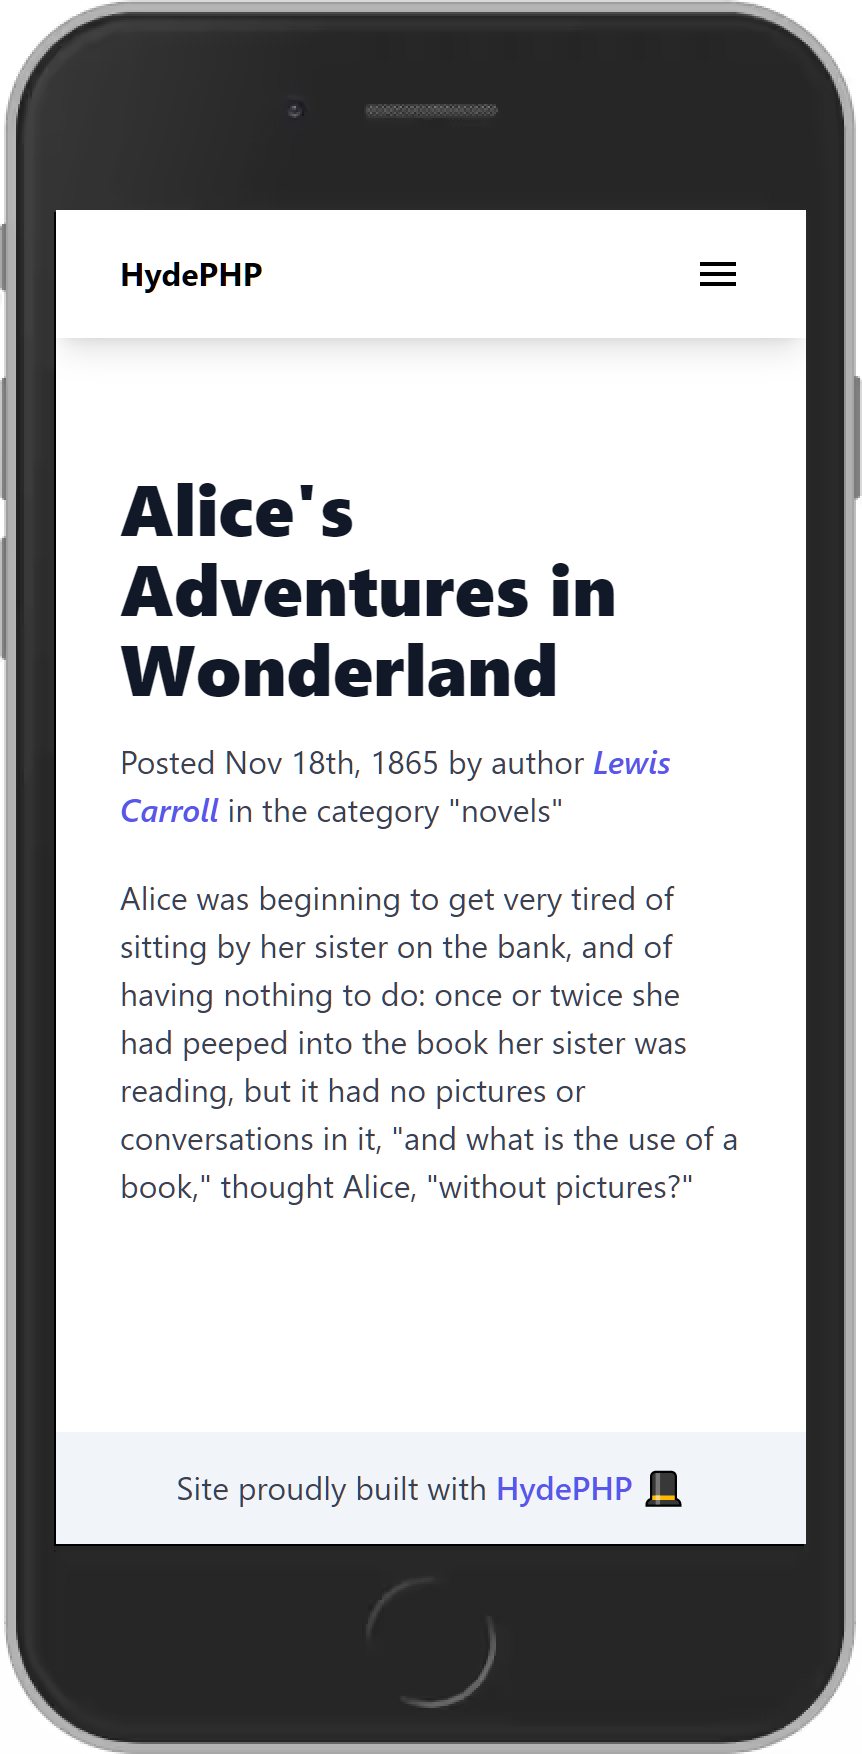 HydePHP
Alice's
Adventures in
Wonderland
Posted Nov 18th, 1865 by author Lewis
Carroll in the category "novels"
Alice was beginning to get very tired of
sitting by her sister on the bank, and of
having nothing to do: once or twice she
had peeped into the book her sister was
reading, but it had no pictures or
conversations in it, "and what is the use of a
book," thought Alice, "without pictures?"
Site proudly built with HydePHP 🎩